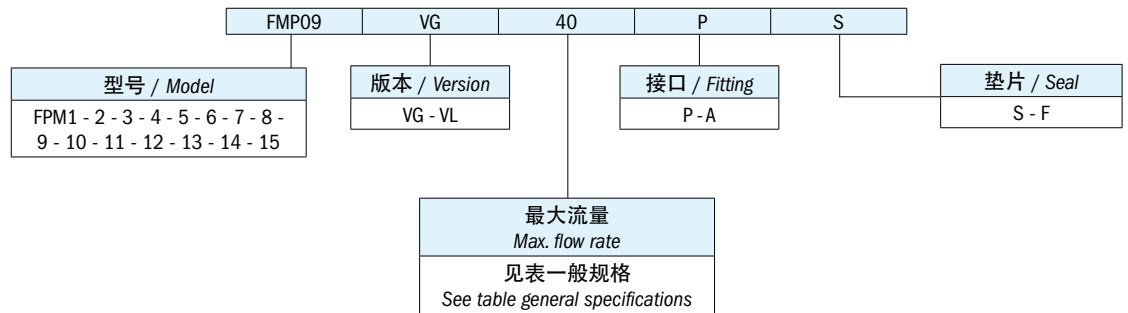 FMP09 VG 40 P S
型号 / Model
FPM1 - 2 - 3 - 4 - 5 - 6 - 7 - 8 -
9 - 10 - 11 - 12 - 13 - 14 - 15
版本 / Version
VG - VL
接口 / Fitting
P - A
垫片 / Seal
S - F
最大流量
Max. flow rate
见表一般规格
See table general specifications